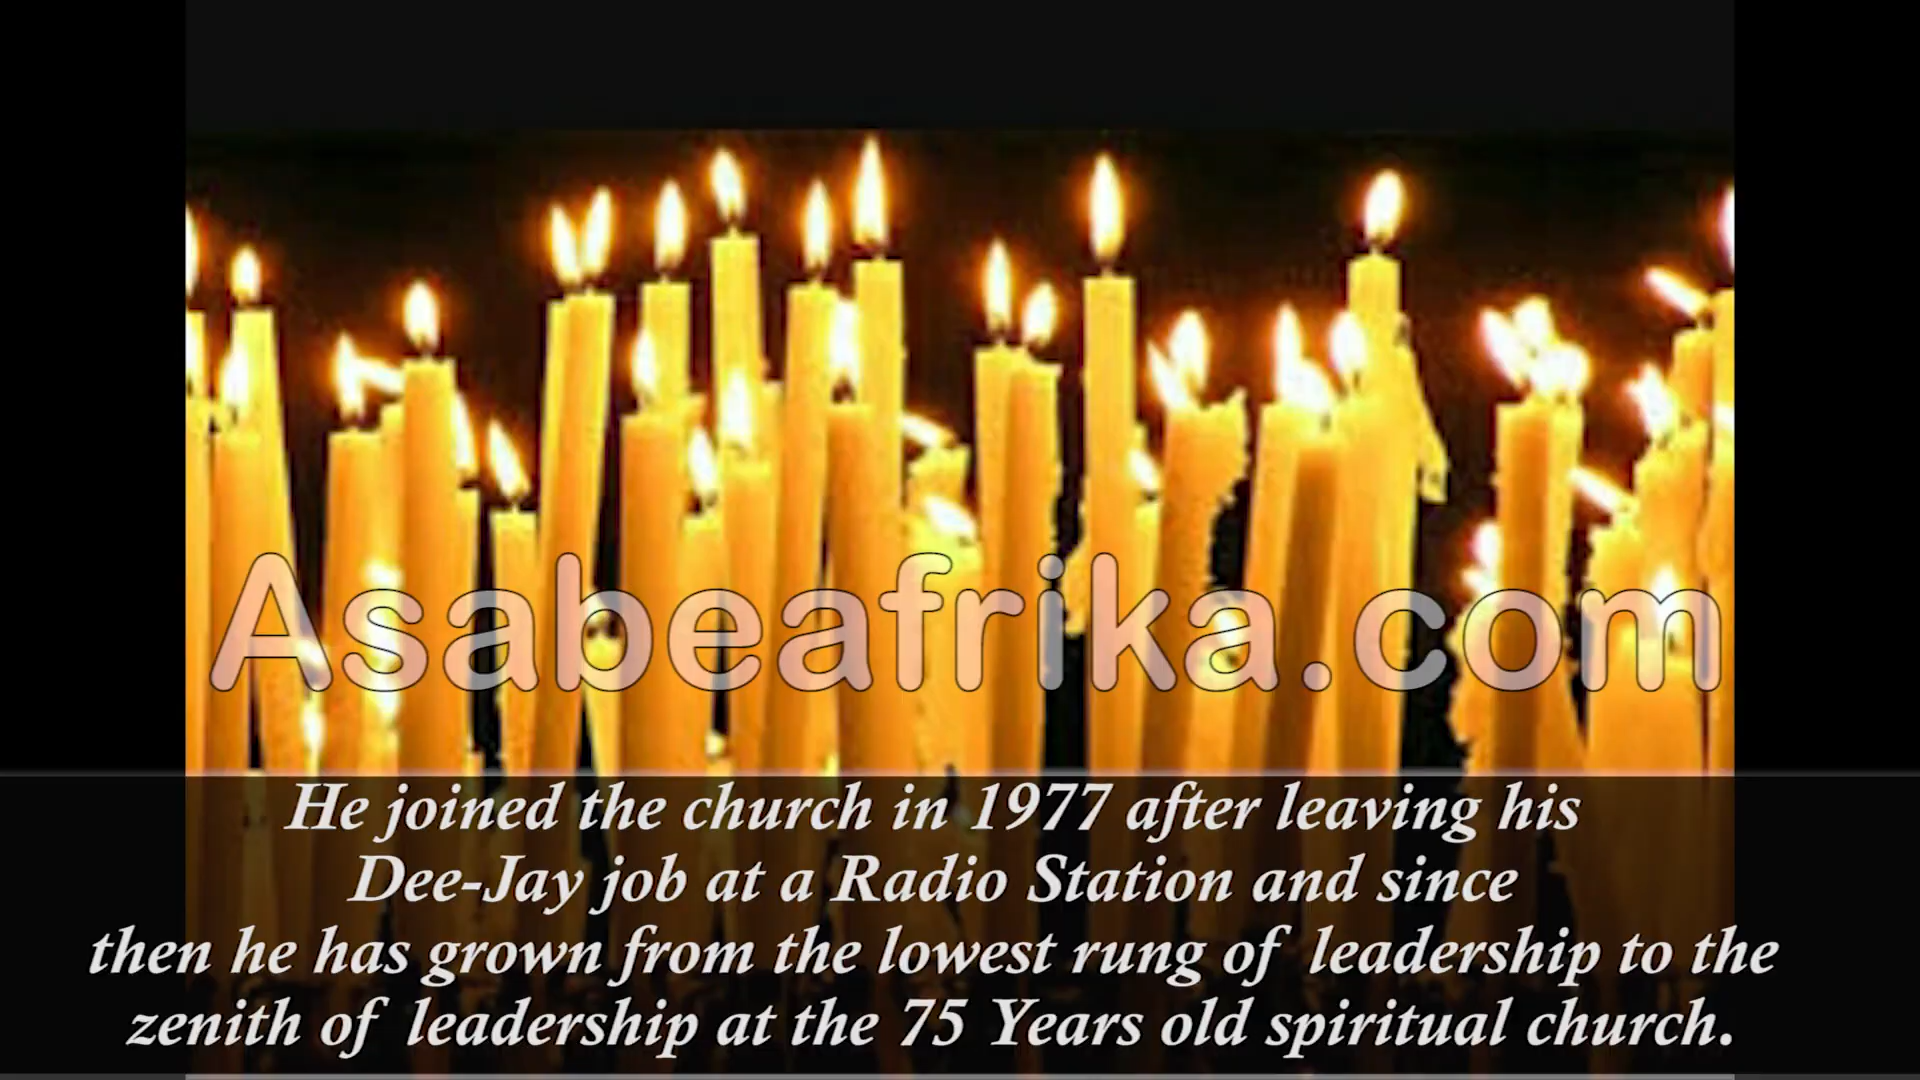 Asabeafrika.com
He joined the church in 1977 after leaving his
Dee-Jay job at a Radio Station and since
then he has grown from the lowest rung of leadership to the
zenith of leadership at the 75 Years old spiritual church.